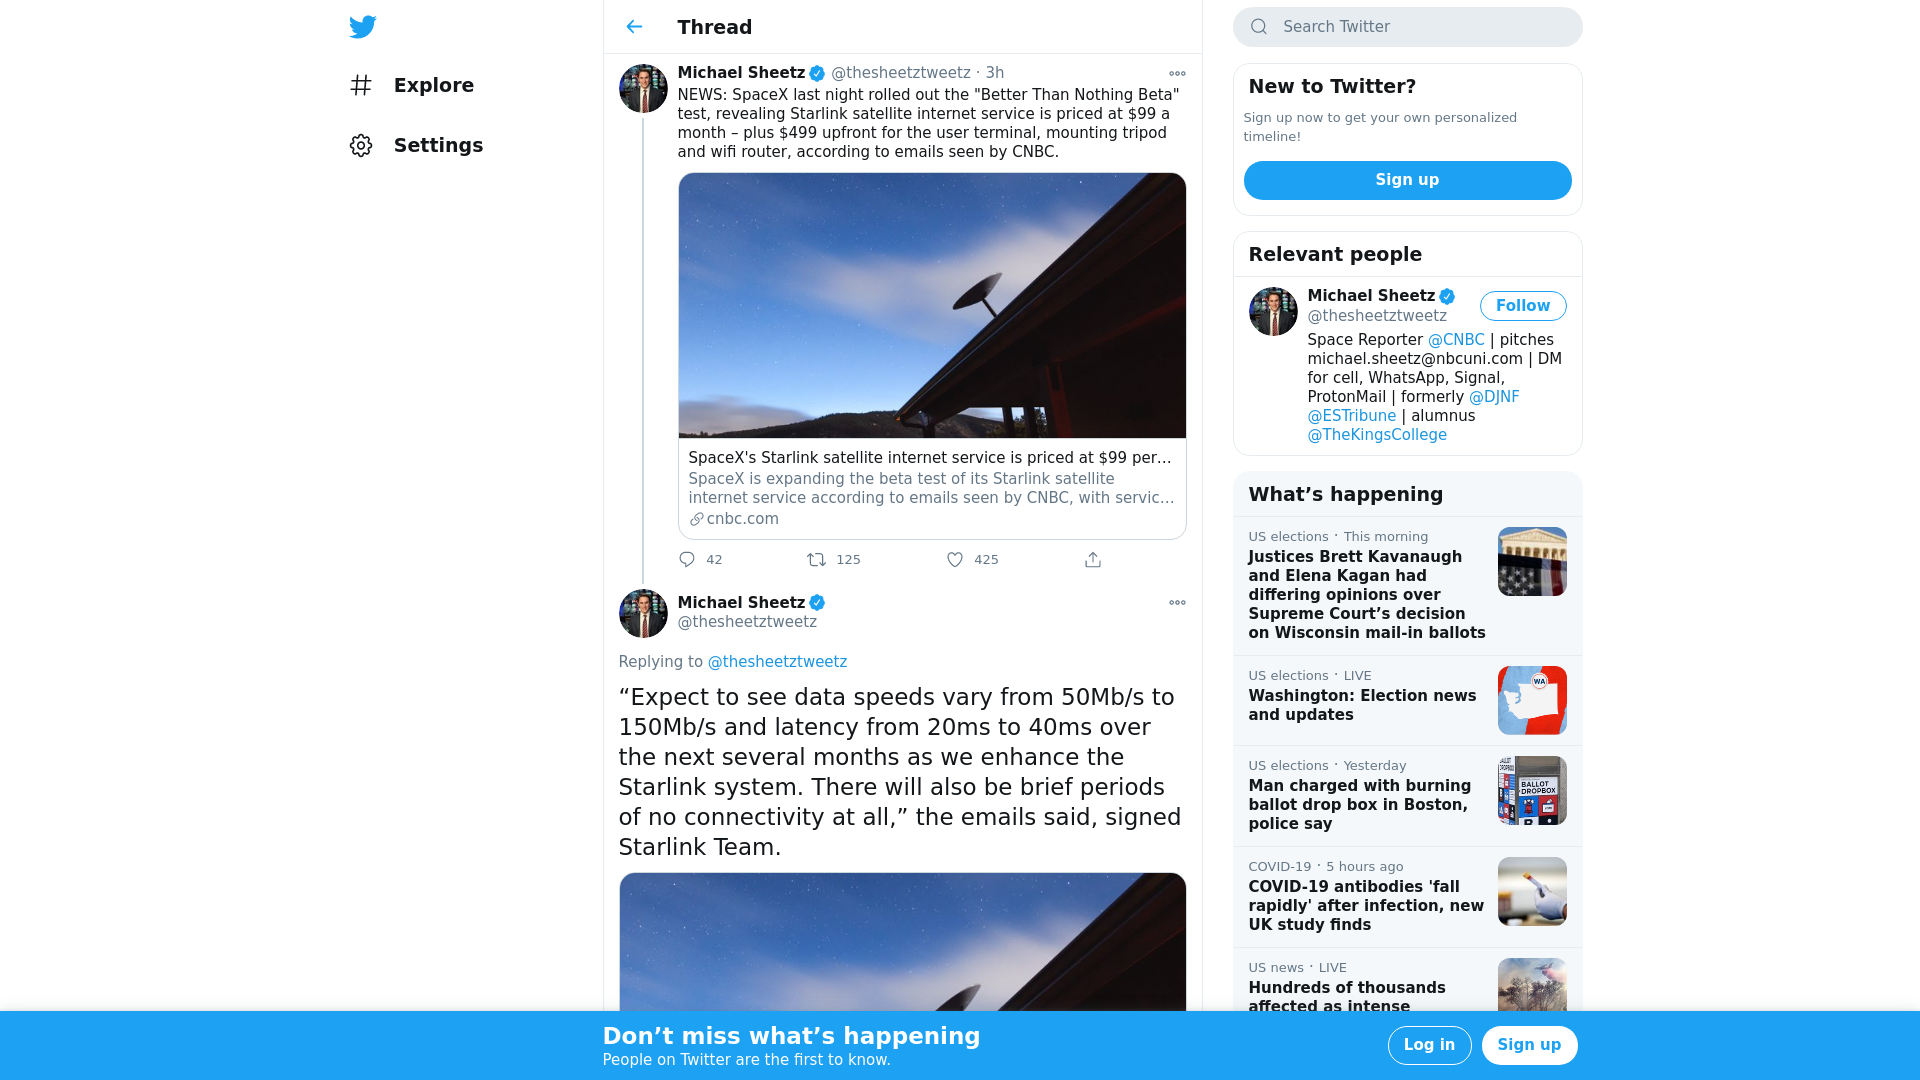 Explore
Settings
Thread
Michael Sheetz @thesheetztweetz · 3h
NEWS: SpaceX last night rolled out the "Better Than Nothing Beta"
test, revealing Starlink satellite internet service is priced at $99 a
month – plus $499 upfront for the user terminal, mounting tripod
and wifi router, according to emails seen by CNBC.
SpaceX's Starlink satellite internet service is priced at $99 per...
SpaceX is expanding the beta test of its Starlink satellite
internet service according to emails seen by CNBC, with servic...
cnbc.com
42 125 425
Michael Sheetz
@thesheetztweetz
Replying to @thesheetztweetz
“Expect to see data speeds vary from 50Mb/s to
150Mb/s and latency from 20ms to 40ms over
the next several months as we enhance the
Starlink system. There will also be brief periods
of no connectivity at all,” the emails said, signed
Starlink Team.
Search Twitter
New to Twitter?
Sign up now to get your own personalized
timeline!
Sign up
Relevant people
Michael Sheetz
@thesheetztweetz
Follow
Space Reporter @CNBC | pitches
michael.sheetz@nbcuni.com | DM
for cell, WhatsApp, Signal,
ProtonMail | formerly @DJNF
@ESTribune | alumnus
@TheKingsCollege
What’s happening
US elections · This morning
Justices Brett Kavanaugh
and Elena Kagan had
differing opinions over
Supreme Court’s decision
on Wisconsin mail-in ballots
US elections · LIVE
Washington: Election news
and updates
WA
US elections · Yesterday
Man charged with burning
ballot drop box in Boston,
police say
BALLOT
DROPBOX
COVID-19 · 5 hours ago
COVID-19 antibodies 'fall
rapidly' after infection, new
UK study finds
US news · LIVE
Hundreds of thousands
affected as intense
Don’t miss what’s happening
People on Twitter are the first to know.
Log in
Sign up